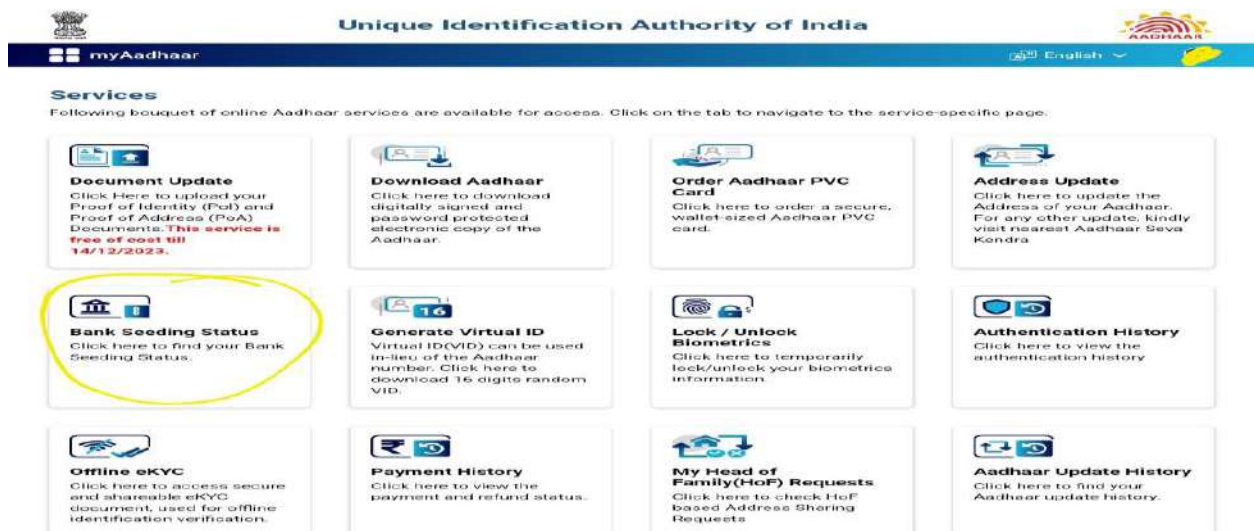 Unique Identification Authority of India
AADHAAR
myAadhaar
English
Services
Following bouquet of online Aadhaar services are available for access. Click on the tab to navigate to the service-specific page.
Document Update
Click Here to upload your
Proof of Identity (PoI) and
Proof of Address (PoA)
Documents.This service is
free of cost till
14/12/2023.
Download Aadhaar
Click here to download
digitally signed and
password protected
electronic copy of the
Aadhaar.
Order Aadhaar PVC
Card
Click here to order a secure,
wallet-sized Aadhaar PVC
card.
Address Update
Click here to update the
Address of your Aadhaar.
For any other update, kindly
visit nearest Aadhaar Seva
Kendra
Bank Seeding Status
Click here to find your Bank
Seeding Status.
16
Generate Virtual ID
Virtual ID(VID) can be used
in-lieu of the Aadhaar
number. Click here to
download 16 digits random
VID.
Lock / Unlock
Biometrics
Click here to temporarily
lock/unlock your biometrics
information.
Authentication History
Click here to view the
authentication history
Offline eKYC
Click here to access secure
and shareable eKYC
document, used for offline
identification verification.
₹
Payment History
Click here to view the
payment and refund status.
My Head of
Family(HoF) Requests
Click here to check HoF
based Address Sharing
Requests
Aadhaar Update History
Click here to find your
Aadhaar update history.